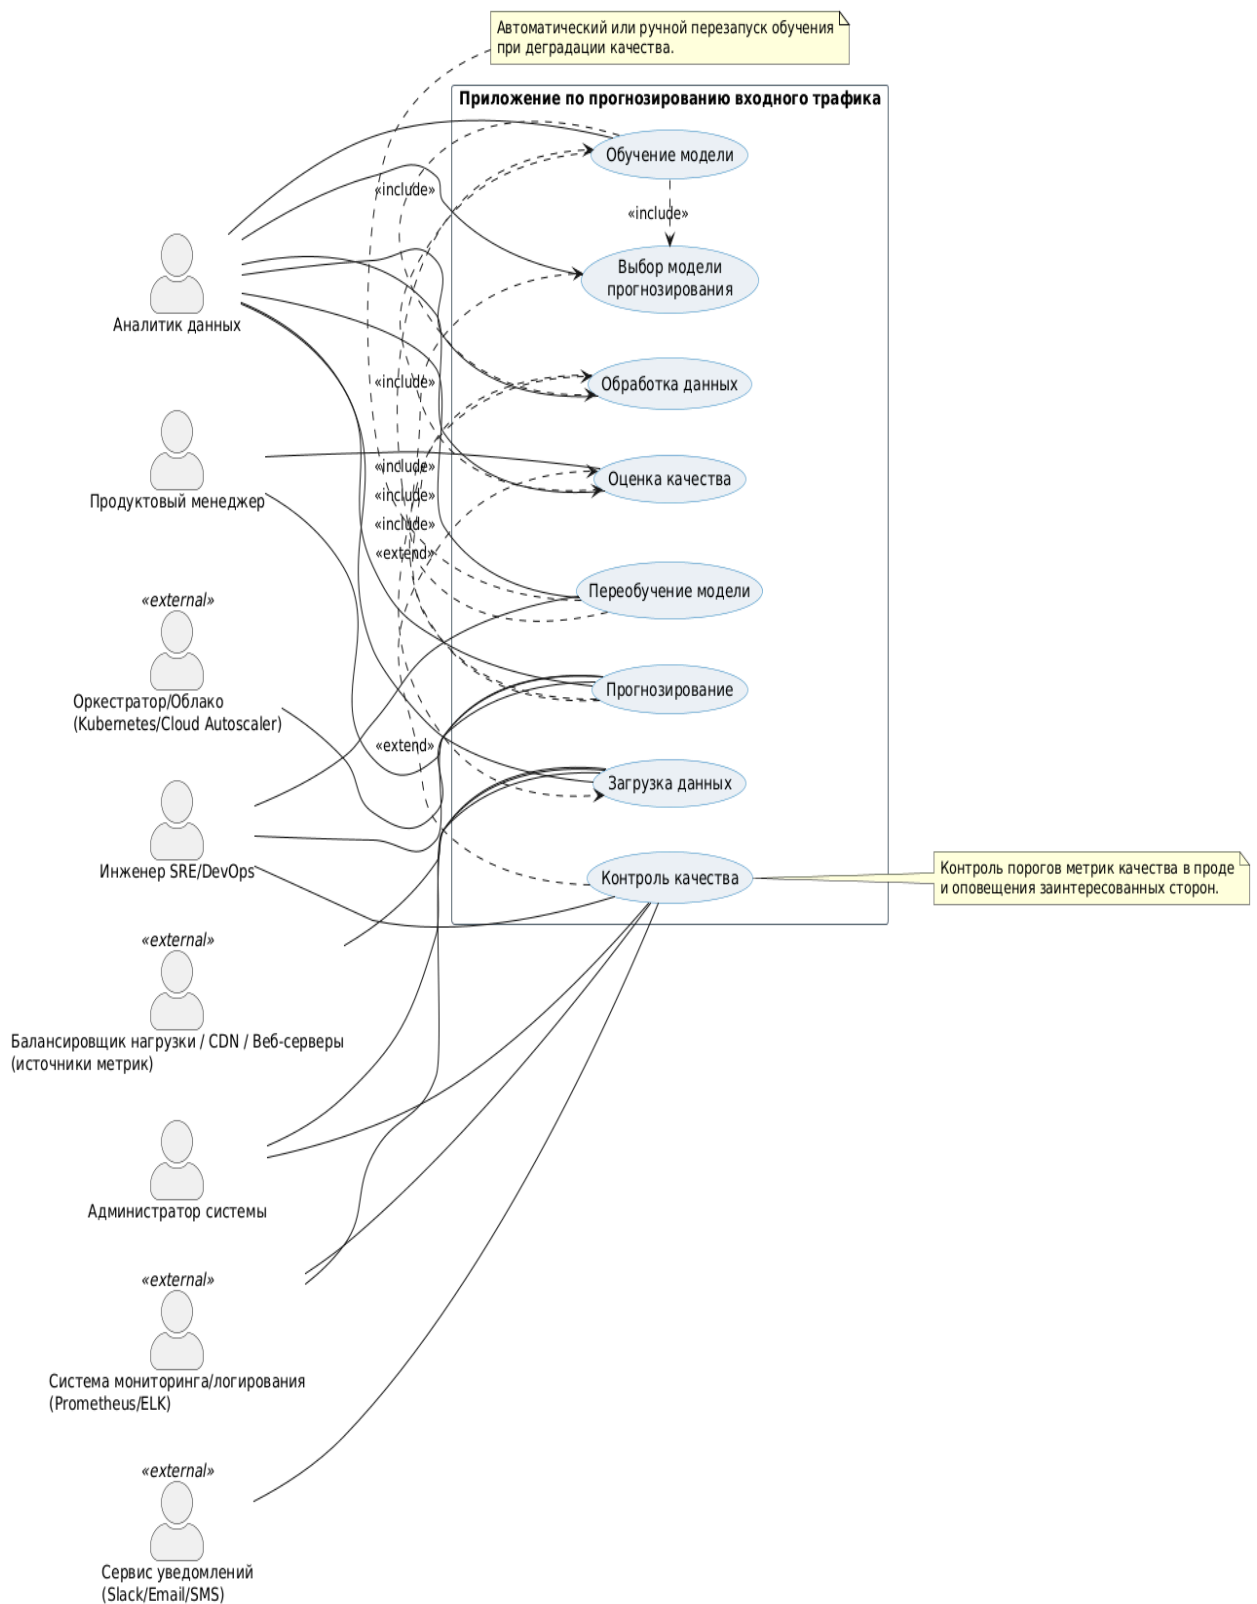 Автоматический или ручной перезапуск обучения
при деградации качества.
Приложение по прогнозированию входного трафика
Обучение модели
«include»
«include»
Выбор модели
прогнозирования
Аналитик данных
«include»
Обработка данных
«include»
Оценка качества
«include»
Продуктовый менеджер
«include»
«extend»
Переобучение модели
«external»
Оркестратор/Облако
(Kubernetes/Cloud Autoscaler)
Прогнозирование
«extend»
Загрузка данных
Инженер SRE/DevOps
Контроль качества
Контроль порогов метрик качества в проде
и оповещения заинтересованных сторон.
«external»
Балансировщик нагрузки / CDN / Веб-серверы
(источники метрик)
Администратор системы
«external»
Система мониторинга/логирования
(Prometheus/ELK)
«external»
Сервис уведомлений
(Slack/Email/SMS)